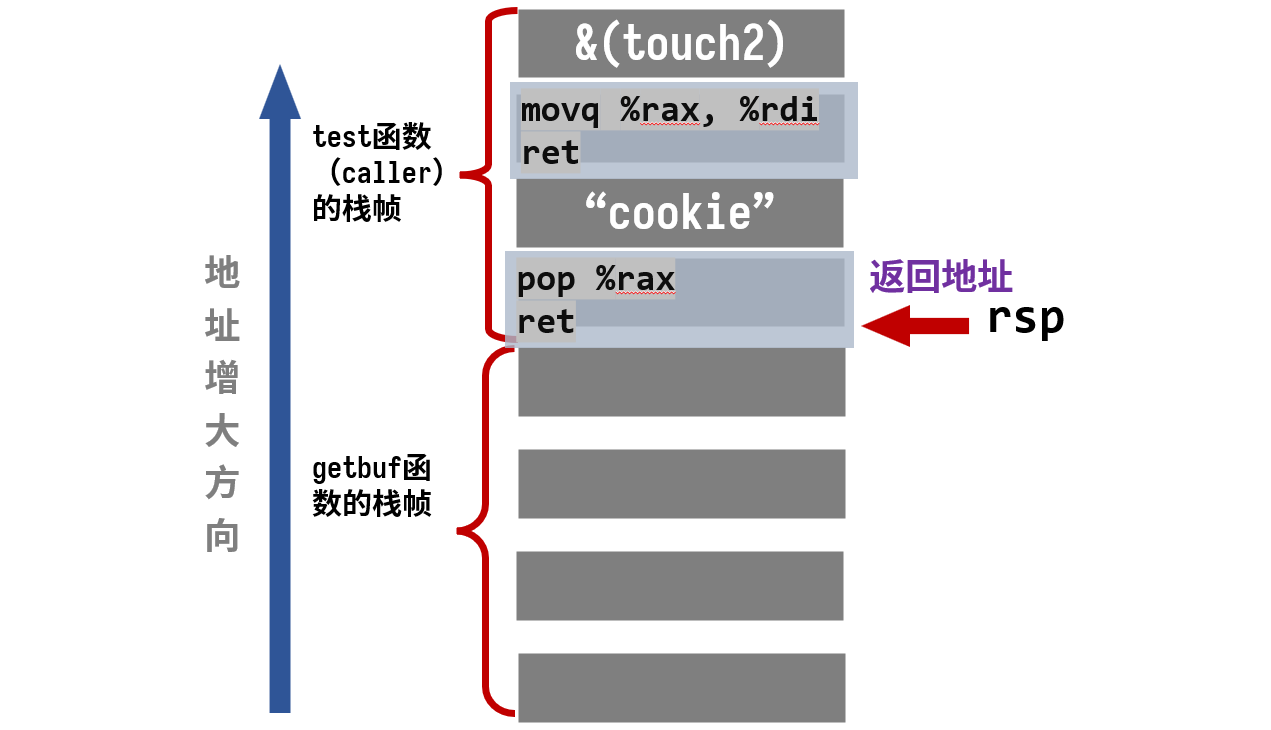 &(touch2)
movq %rax, %rdi
ret
test函数
（caller）
的栈帧
“cookie”
pop %rax
ret
返回地址
rsp
地址增大方向
getbuf函
数的栈帧